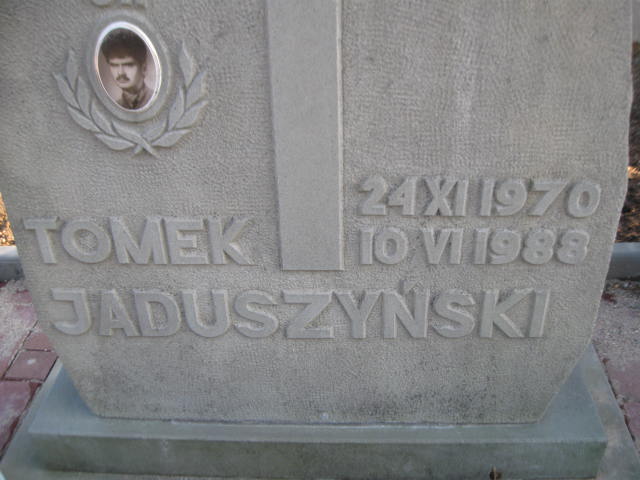 TOMEK
JADUSZYŃSKI
24 XI 1970
10 VI 1988